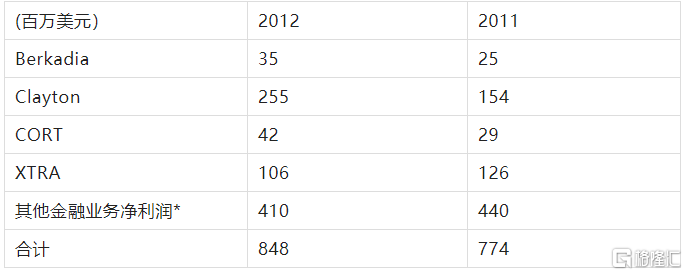 (百万美元) 2012 2011
Berkadia 35 25
Clayton 255 154
CORT 42 29
XTRA 106 126
其他金融业务净利润* 410 440
合计 848 774
格隆汇